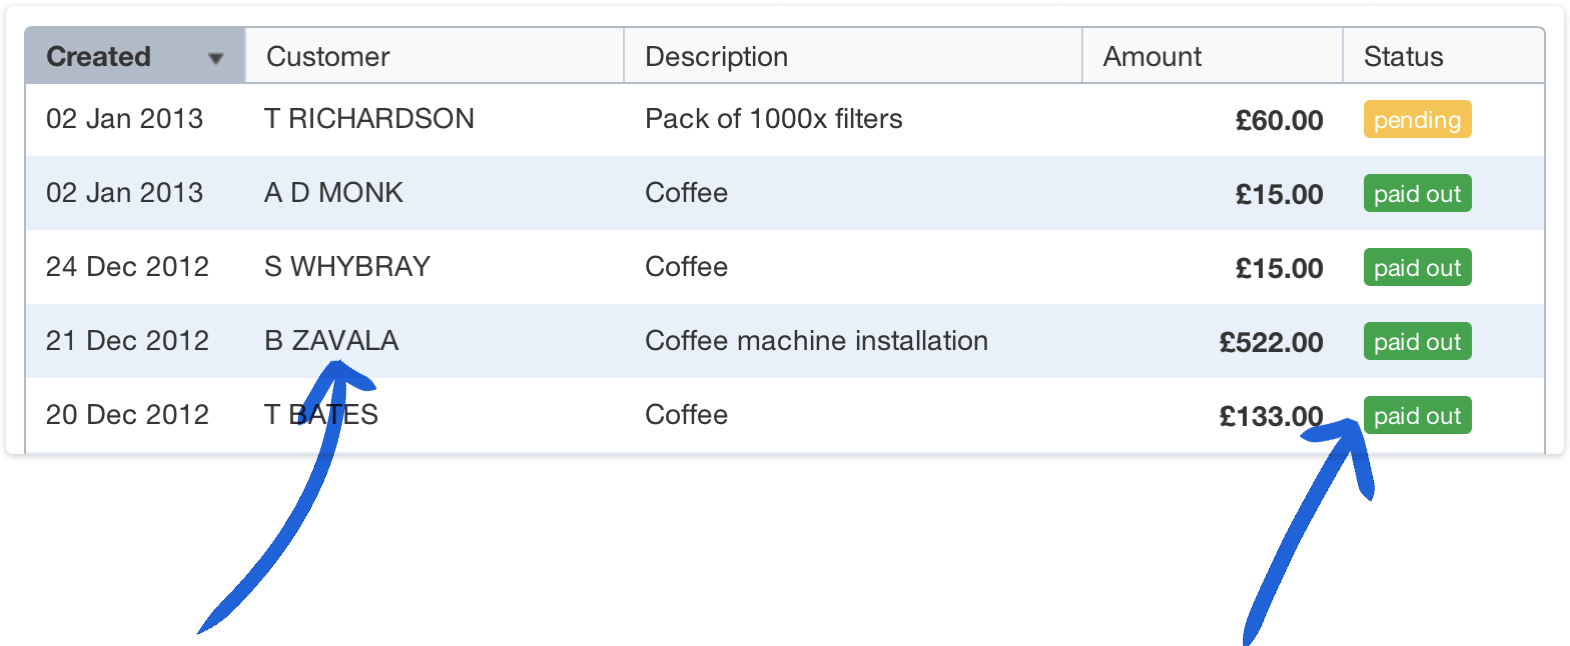 Created Customer Description Amount Status
02 Jan 2013 T RICHARDSON Pack of 1000x filters £60.00 pending
02 Jan 2013 A D MONK Coffee £15.00 paid out
24 Dec 2012 S WHYBRAY Coffee £15.00 paid out
21 Dec 2012 B ZAVALA Coffee machine installation £522.00 paid out
20 Dec 2012 T BATES Coffee £133.00 paid out